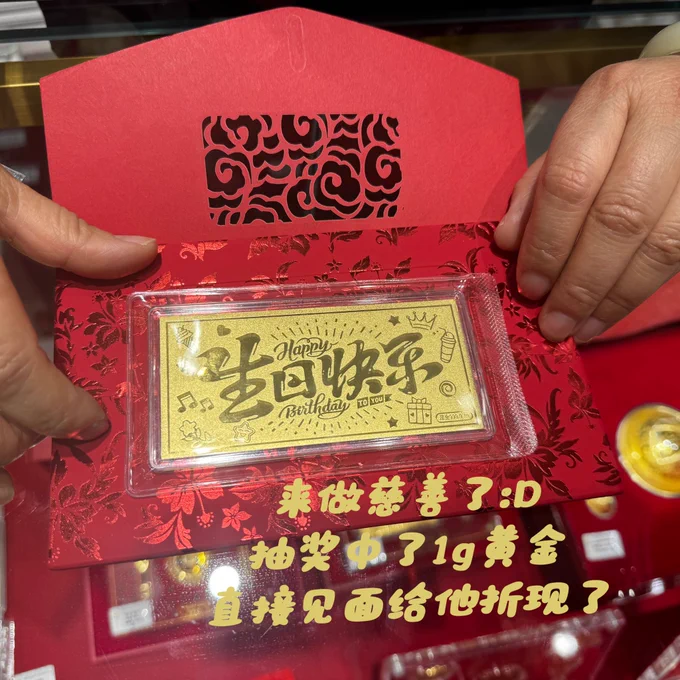 Happy
生日快乐
Birthday TO YOU
来做慈善了:D
抽奖中了1g黄金
直接见面给他折现了